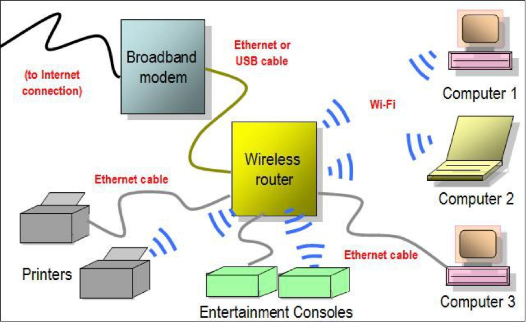 Ethernet or
USB cable
Broadband
modem
(to Internet
connection)
Computer 1
Wi-Fi
Wireless
router
Ethernet cable
Computer 2
Ethernet cable
Printers
Computer 3
Entertainment Consoles